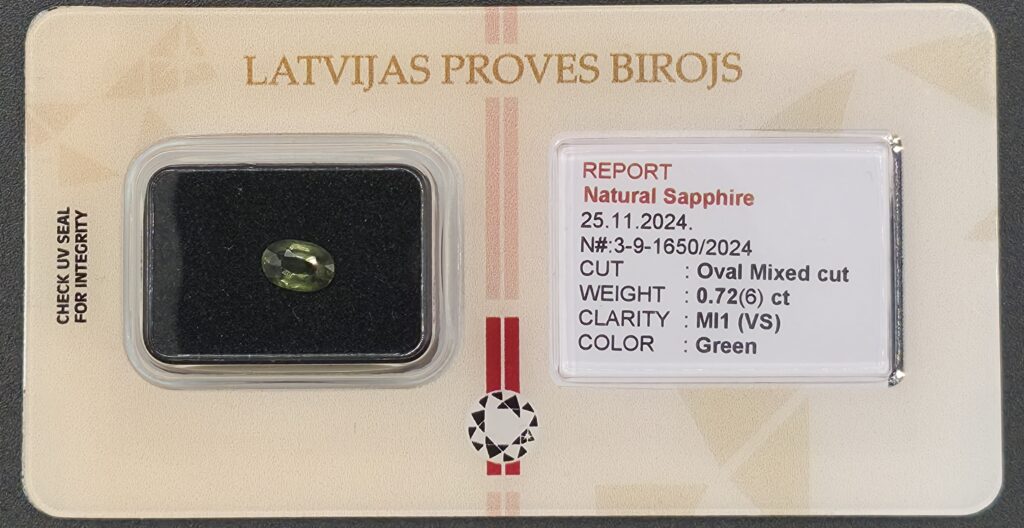 LATVIJAS PROVES BIROJS
CHECK UV SEAL
FOR INTEGRITY
REPORT
Natural Sapphire
25.11.2024.
N#:3-9-1650/2024
CUT : Oval Mixed cut
WEIGHT : 0.72(6) ct
CLARITY : MI1 (VS)
COLOR : Green